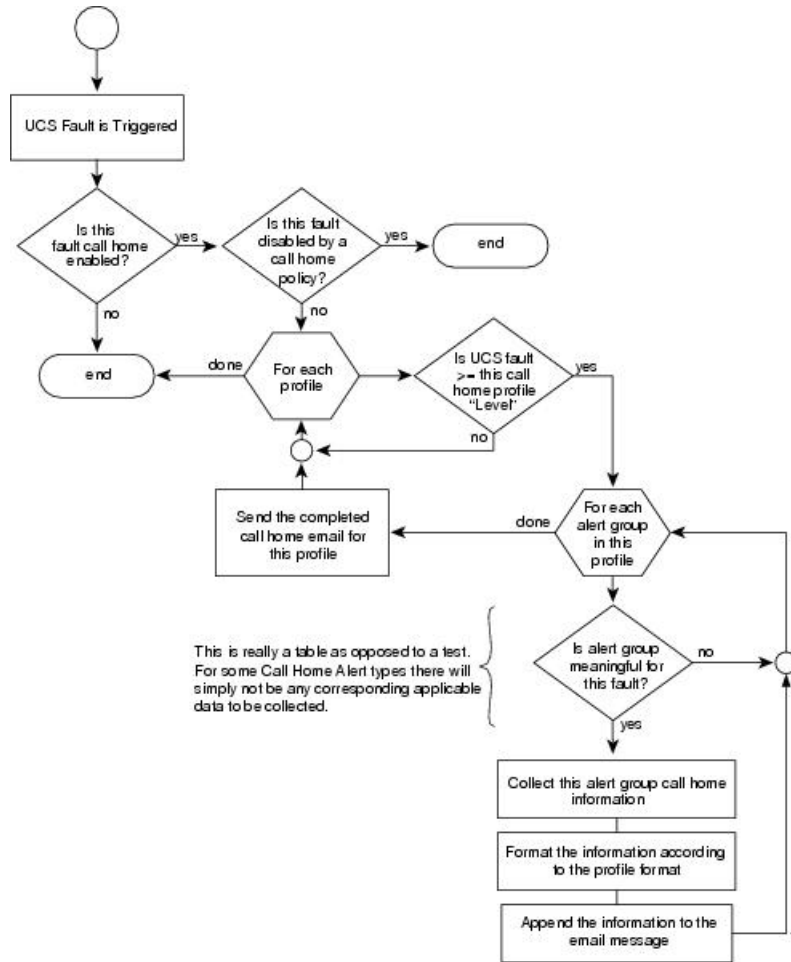 UCS Fault is Triggered
Is this
fault call home
enabled?
yes
Is this fault
disabled by a
call home
policy?
yes
end
no
no
end
done
For each
profile
Is UCS fault
>= this call
home profile
"Level"
yes
no
Send the completed
call home email for
this profile
done
For each
alert group
in this
profile
This is really a table as opposed to a test.
For some Call Home Alert types there will
simply not be any corresponding applicable
data to be collected.
Is alert group
meaningful for
this fault?
no
yes
Collect this alert group call home
information
Format the information according
to the profile format
Append the information to the
email message